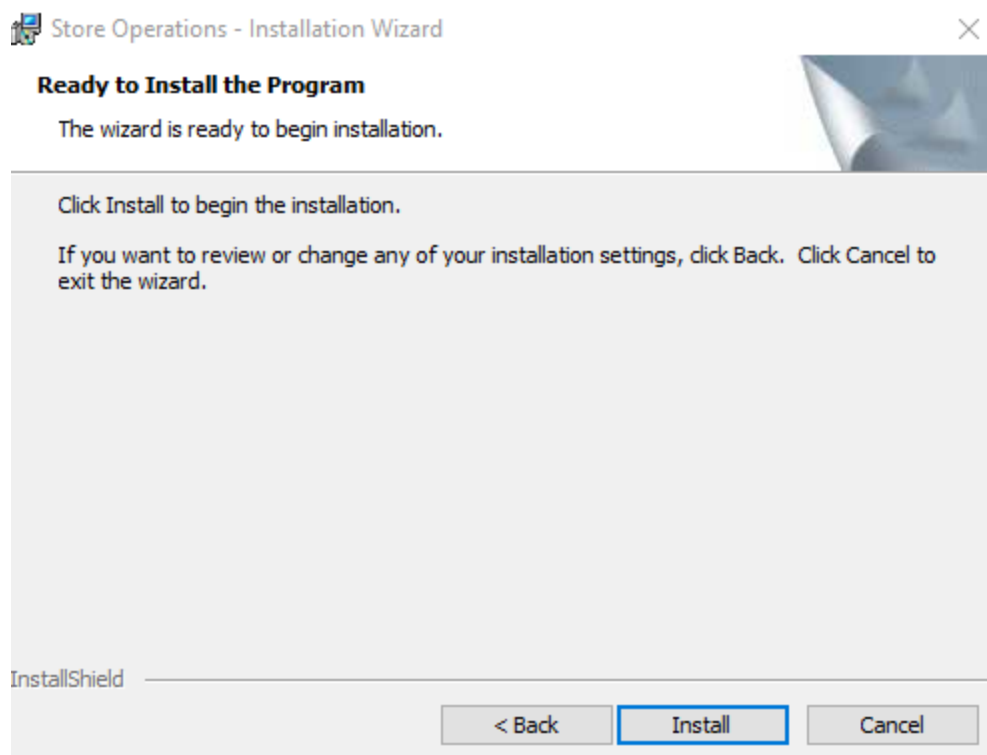 Store Operations - Installation Wizard
Ready to Install the Program
The wizard is ready to begin installation.
Click Install to begin the installation.
If you want to review or change any of your installation settings, click Back.  Click Cancel to
exit the wizard.
InstallShield
< Back
Install
Cancel